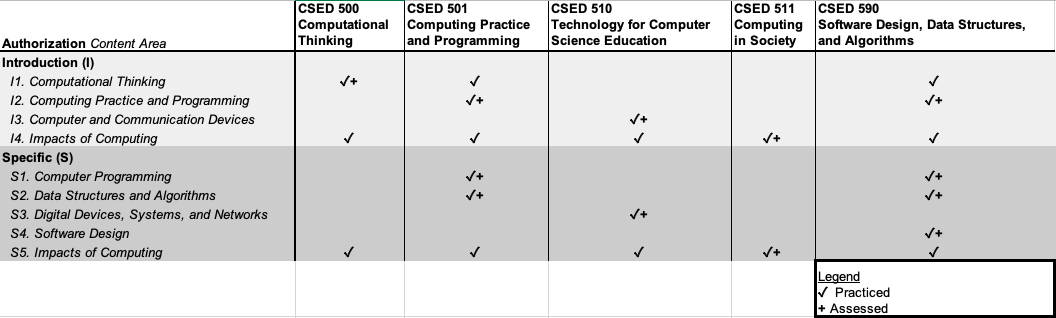 CSED 500 CSED 501 CSED 510 CSED 511 CSED 590
Computational Computing Practice Technology for Computer Computing Software Design, Data Structures,
Authorization Content Area Thinking and Programming Science Education in Society and Algorithms
Introduction (I)
I1. Computational Thinking ✓+ ✓ ✓
I2. Computing Practice and Programming ✓+ ✓+
I3. Computer and Communication Devices ✓+
I4. Impacts of Computing ✓ ✓ ✓ ✓+ ✓
Specific (S)
S1. Computer Programming ✓+ ✓+
S2. Data Structures and Algorithms ✓+ ✓+
S3. Digital Devices, Systems, and Networks ✓+
S4. Software Design ✓+
S5. Impacts of Computing ✓ ✓ ✓ ✓+ ✓
Legend
✓ Practiced
+ Assessed